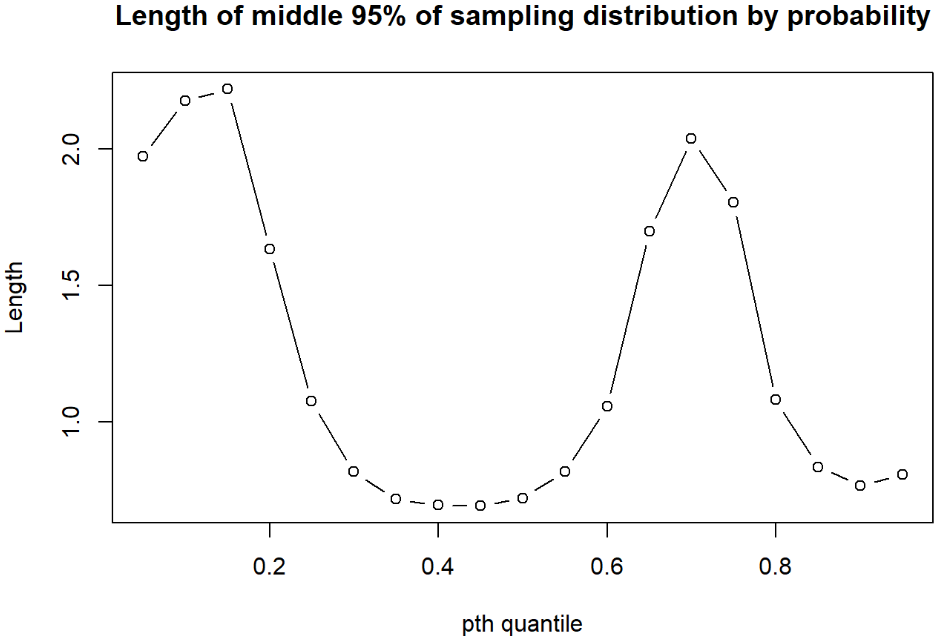 Length of middle 95% of sampling distribution by probability
Length
2.0
1.5
1.0
0.2 0.4 0.6 0.8
pth quantile